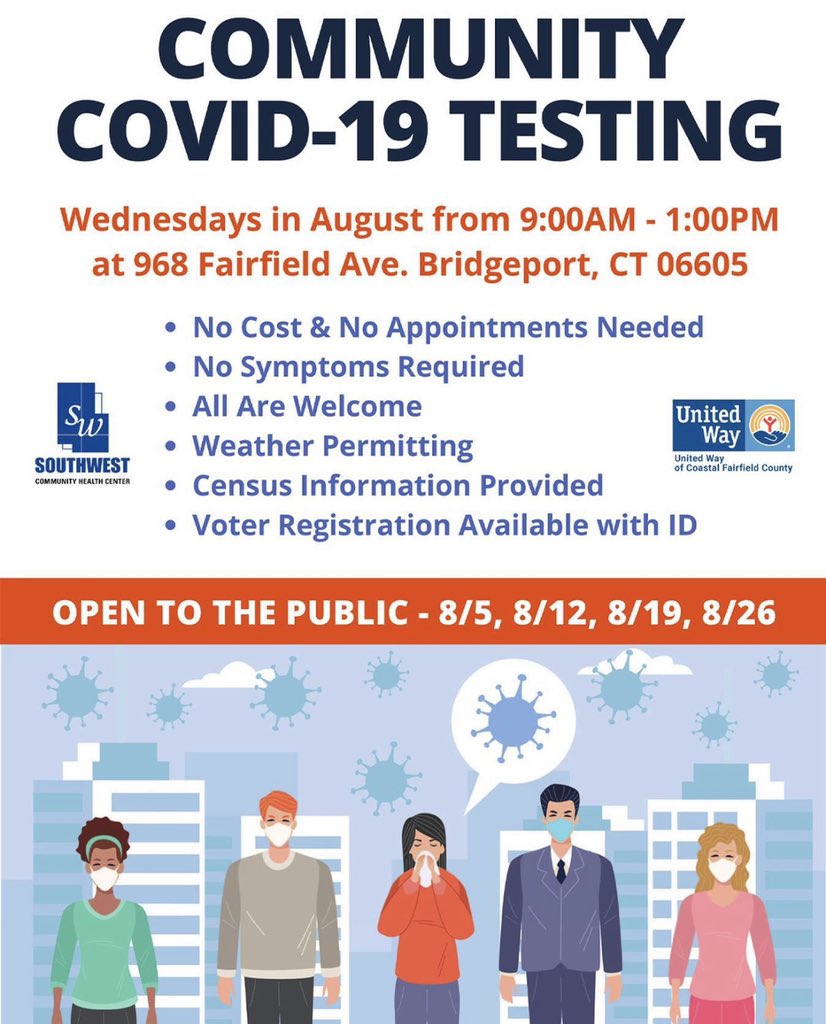 COMMUNITY
COVID-19 TESTING
Wednesdays in August from 9:00AM - 1:00PM
at 968 Fairfield Ave. Bridgeport, CT 06605
• No Cost & No Appointments Needed
• No Symptoms Required
• All Are Welcome
• Weather Permitting
• Census Information Provided
• Voter Registration Available with ID
SW
SOUTHWEST
COMMUNITY HEALTH CENTER
United
Way
United Way
of Coastal Fairfield County
OPEN TO THE PUBLIC - 8/5, 8/12, 8/19, 8/26